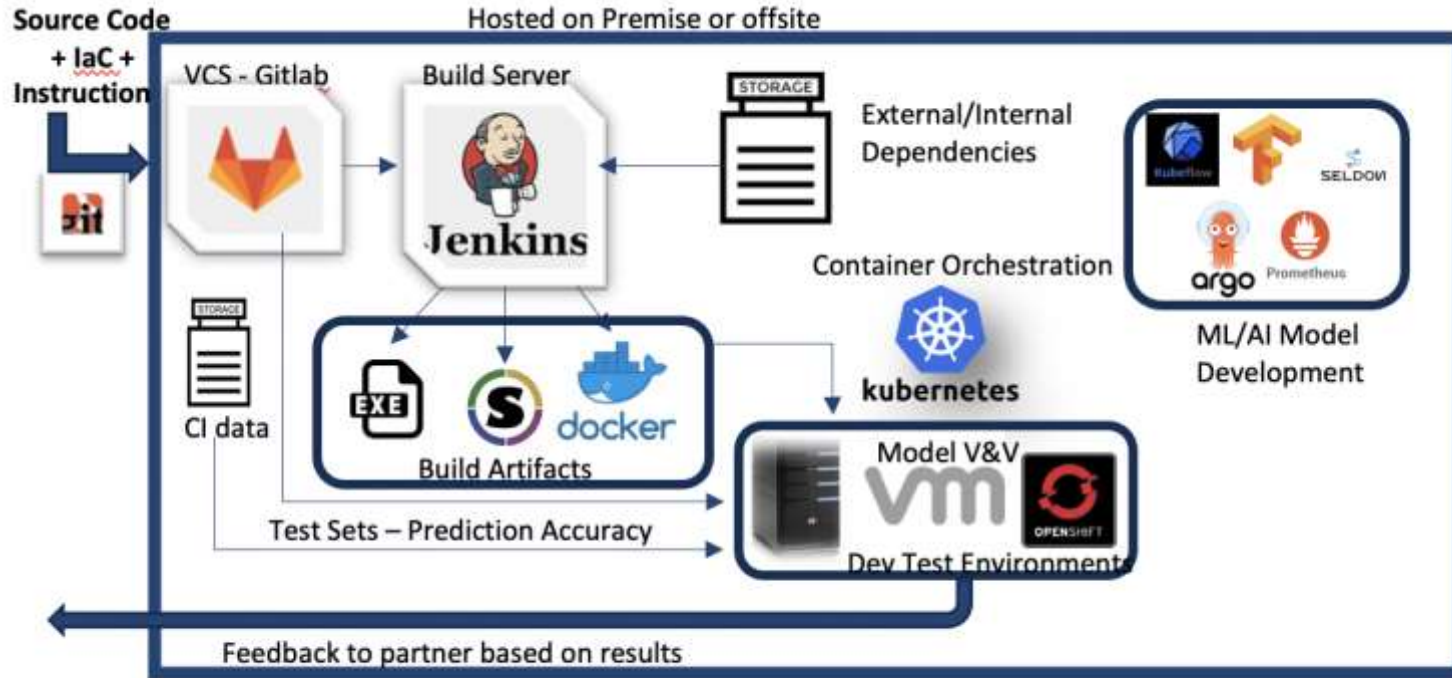 Source Code
+ IaC +
Instruction
Hosted on Premise or offsite
git
VCS - Gitlab
Build Server
Jenkins
STORAGE
External/Internal
Dependencies
Kubeflow
SELDON
argo
Prometheus
ML/AI Model
Development
Container Orchestration
kubernetes
STORAGE
CI data
EXE
S
docker
Build Artifacts
Model V&V
vm
OPENSHIFT
Dev Test Environments
Test Sets – Prediction Accuracy
Feedback to partner based on results